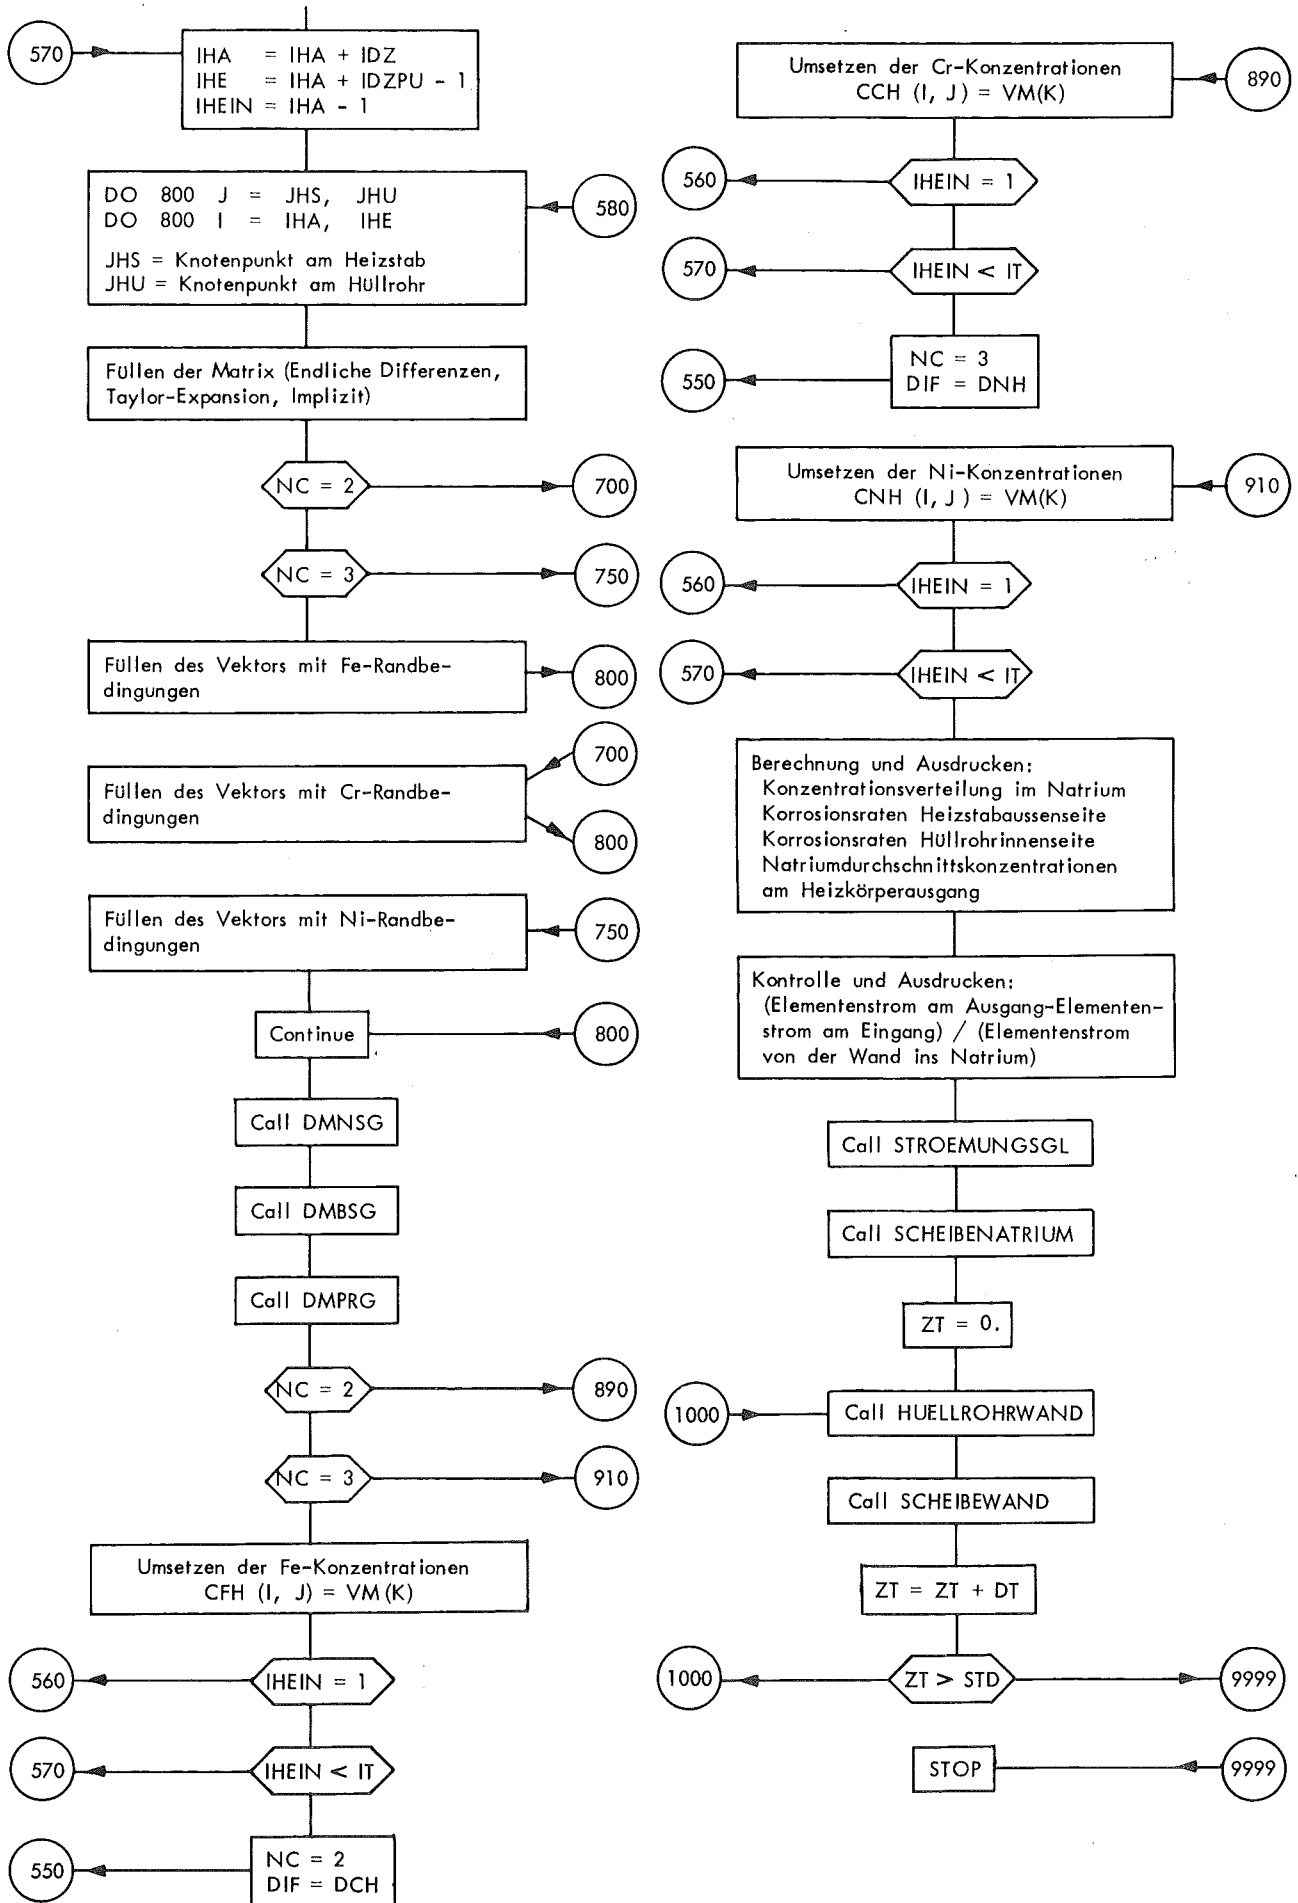 570
IHA = IHA + IDZ
IHE = IHA + IDZPU - 1
IHEIN = IHA - 1
DO 800 J = JHS, JHU
DO 800 I = IHA, IHE
JHS = Knotenpunkt am Heizstab
JHU = Knotenpunkt am Hüllrohr
580
Füllen der Matrix (Endliche Differenzen,
Taylor-Expansion, Implizit)
NC = 2
700
NC = 3
750
Füllen des Vektors mit Fe-Randbe-
dingungen
800
700
Füllen des Vektors mit Cr-Randbe-
dingungen
800
Füllen des Vektors mit Ni-Randbe-
dingungen
750
Continue
800
Call DMNSG
Call DMBSG
Call DMPRG
NC = 2
890
NC = 3
910
Umsetzen der Fe-Konzentrationen
CFH (I, J) = VM(K)
560
IHEIN = 1
570
IHEIN < IT
550
NC = 2
DIF = DCH
Umsetzen der Cr-Konzentrationen
CCH (I, J) = VM(K)
890
560
IHEIN = 1
570
IHEIN < IT
550
NC = 3
DIF = DNH
Umsetzen der Ni-Konzentrationen
CNH (I, J) = VM(K)
910
560
IHEIN = 1
570
IHEIN < IT
Berechnung und Ausdrucken:
Konzentrationsverteilung im Natrium
Korrosionsraten Heizstabaussenseite
Korrosionsraten Hüllrohrinnenseite
Natriumdurchschnittskonzentrationen
am Heizkörperausgang
Kontrolle und Ausdrucken:
(Elementenstrom am Ausgang-Elementen-
strom am Eingang) / (Elementenstrom
von der Wand ins Natrium)
Call STROEMUNGSGL
Call SCHEIBENATRIUM
ZT = 0.
1000
Call HUELLROHRWAND
Call SCHEIBEWAND
ZT = ZT + DT
1000
ZT > STD
9999
STOP
9999